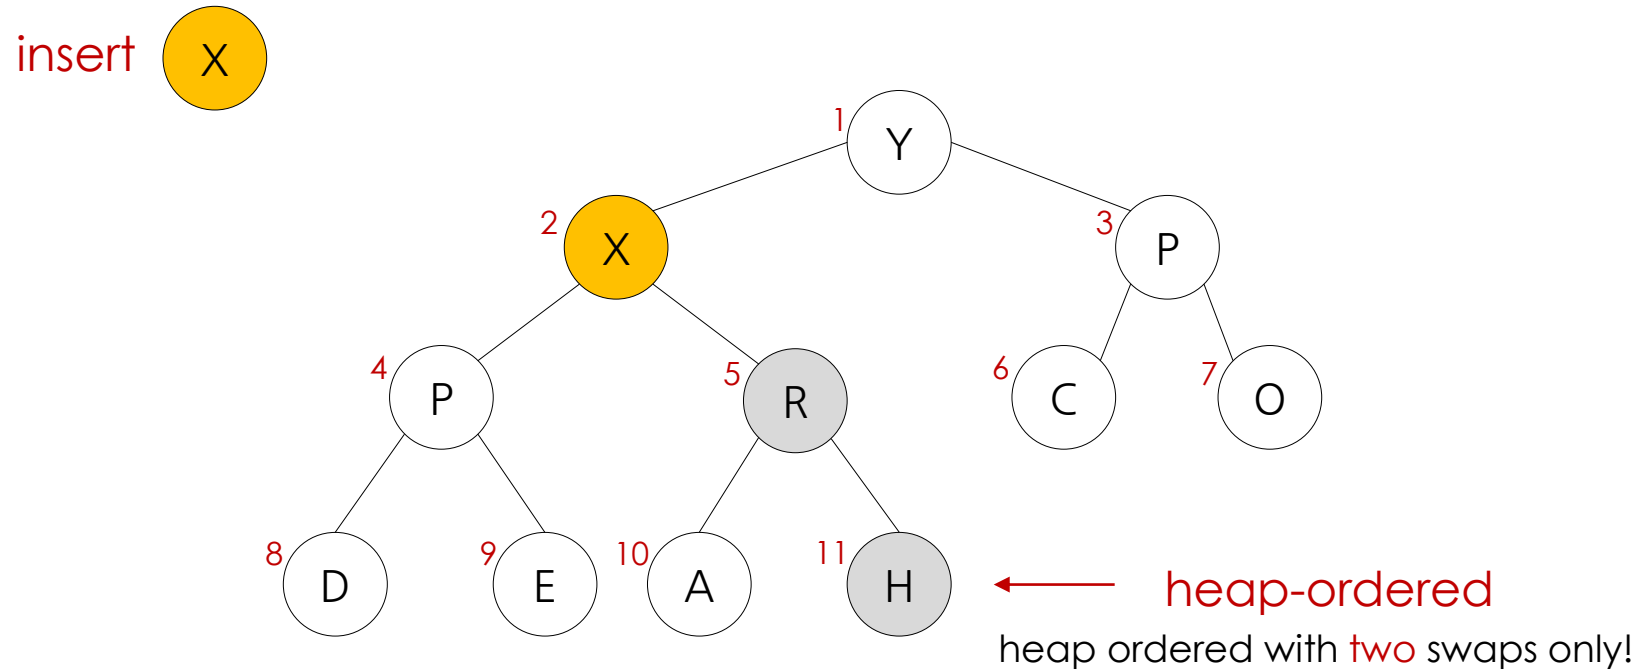 insert X
1 Y
2 X
3 P
4 P
5 R
6 C
7 O
8 D
9 E
10 A
11 H
heap-ordered
heap ordered with two swaps only!